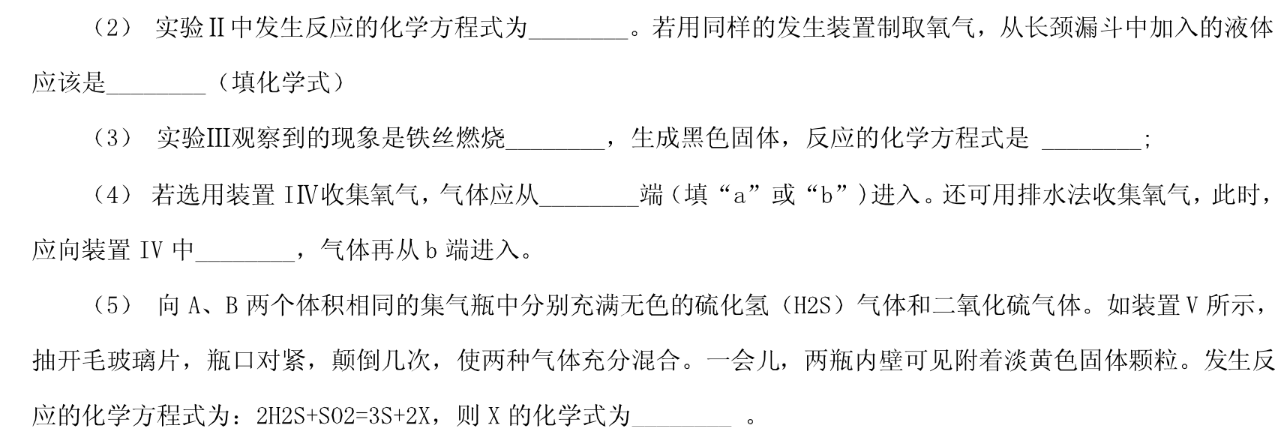 （2） 实验Ⅱ中发生反应的化学方程式为________。若用同样的发生装置制取氧气，从长颈漏斗中加入的液体
应该是________（填化学式）
（3） 实验Ⅲ观察到的现象是铁丝燃烧________，生成黑色固体，反应的化学方程式是 ________;
（4） 若选用装置 IⅣ收集氧气，气体应从________端（填“a”或“b”)进入。还可用排水法收集氧气，此时，
应向装置 IV 中________，气体再从 b 端进入。
（5） 向 A、B 两个体积相同的集气瓶中分别充满无色的硫化氢（H2S）气体和二氧化硫气体。如装置 V 所示，
抽开毛玻璃片，瓶口对紧，颠倒几次，使两种气体充分混合。一会儿，两瓶内壁可见附着淡黄色固体颗粒。发生反
应的化学方程式为：2H2S+SO2=3S+2X，则 X 的化学式为________ 。